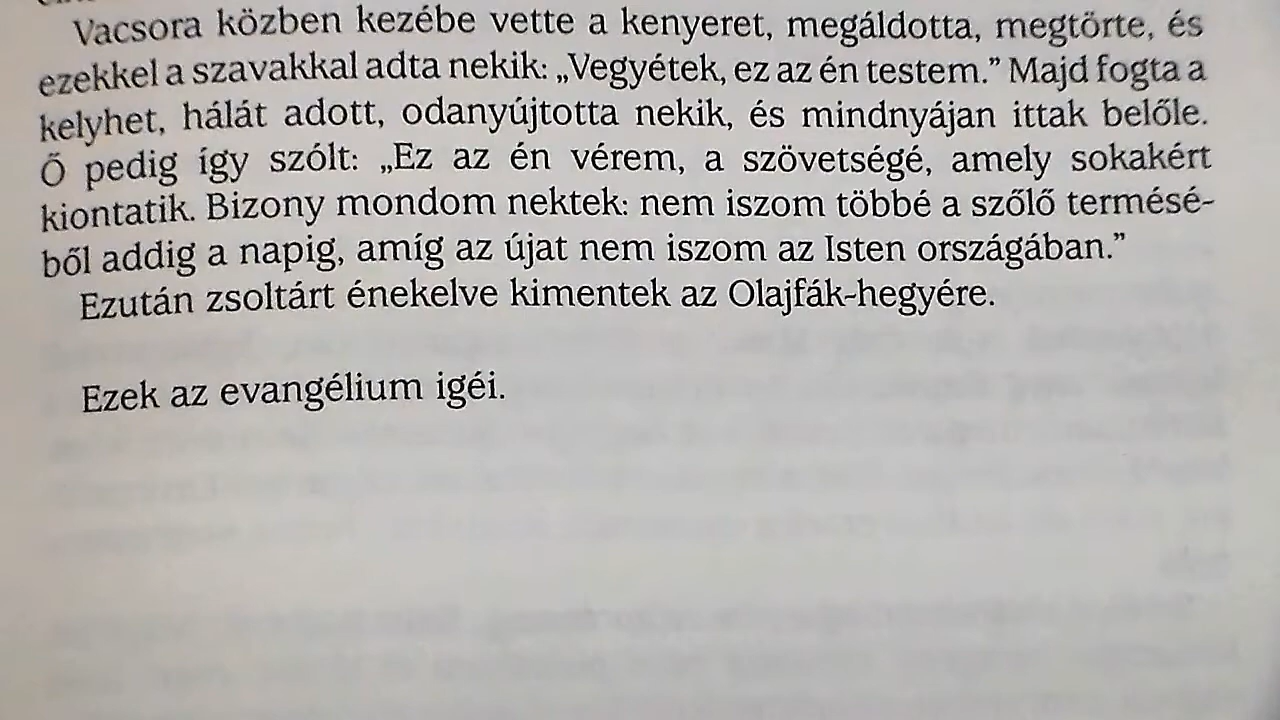 Vacsora közben kezébe vette a kenyeret, megáldotta, megtörte, és
ezekkel a szavakkal adta nekik: „Vegyétek, ez az én testem.” Majd fogta a
kelyhet, hálát adott, odanyújtotta nekik, és mindnyájan ittak belőle.
Ő pedig így szólt: „Ez az én vérem, a szövetségé, amely sokakért
kiontatik. Bizony mondom nektek: nem iszom többé a szőlő termésé-
ből addig a napig, amíg az újat nem iszom az Isten országában.”
Ezután zsoltárt énekelve kimentek az Olajfák-hegyére.
Ezek az evangélium igéi.